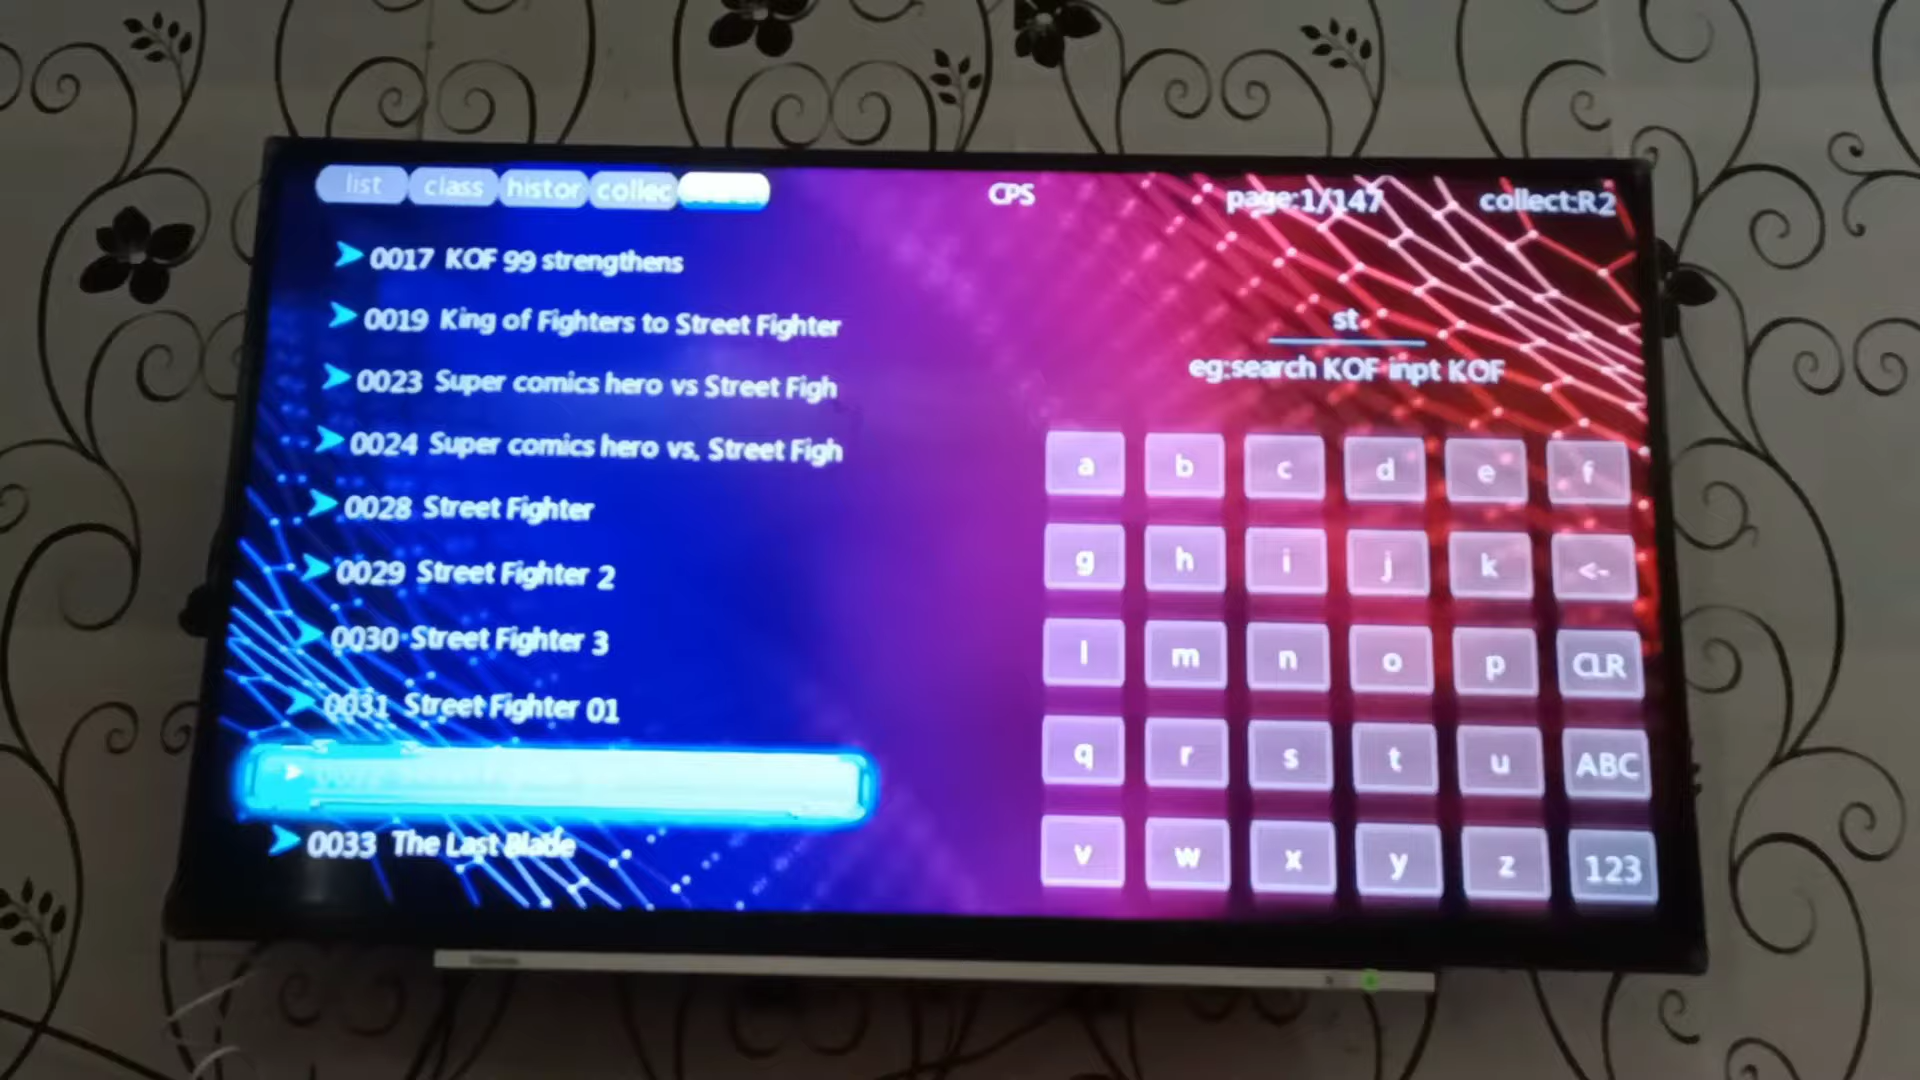 list class histor collec
CPS
page:1/147
collect:R2
0017 KOF 99 strengthens
0019 King of Fighters to Street Fighter
0023 Super comics hero vs Street Figh
0024 Super comics hero vs. Street Figh
0028 Street Fighter
0029 Street Fighter 2
0030 Street Fighter 3
0031 Street Fighter 01
0033 The Last Blade
st
eg:search KOF inpt KOF
a b c d e f
g h i j k <-
l m n o p CLR
q r s t u ABC
v w x y z 123